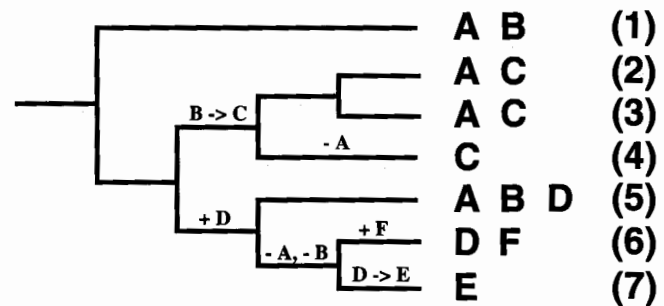 A B (1)
A C (2)
B -> C
A C (3)
- A
C (4)
A B D (5)
+ D
+ F
D F (6)
- A, - B
D -> E
E (7)